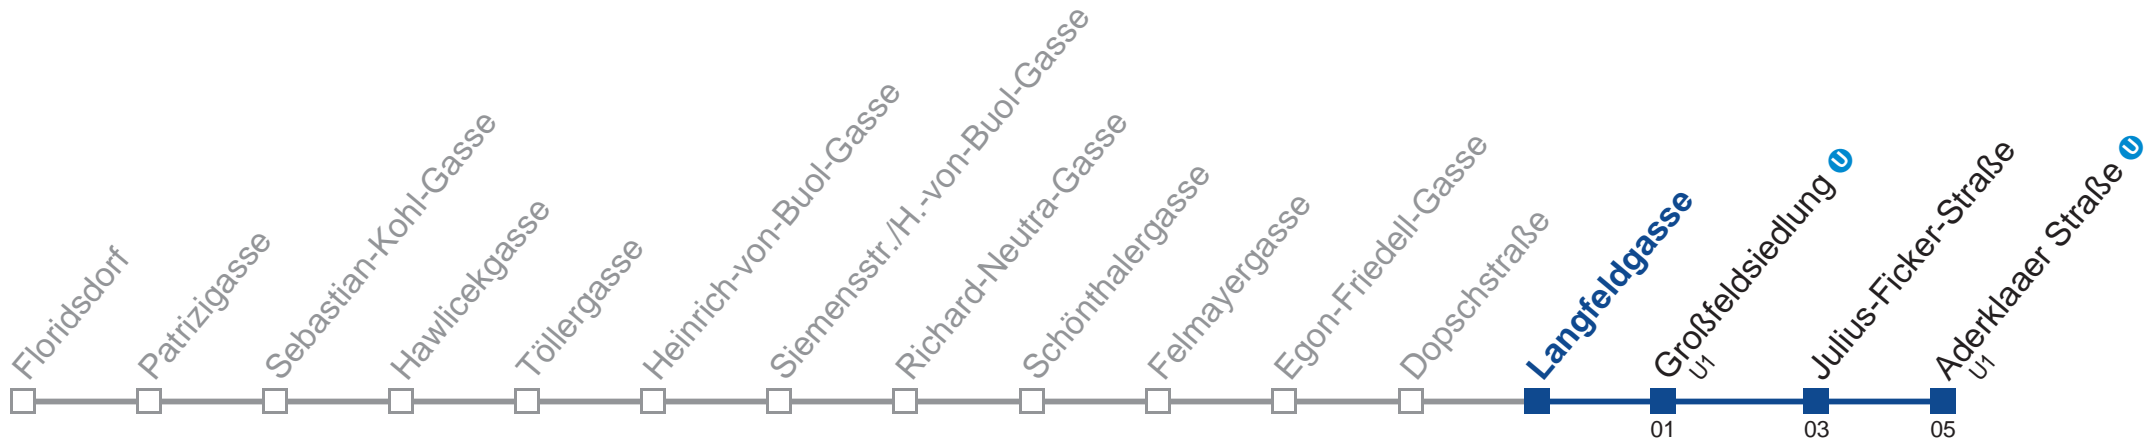 Floridsdorf
Patrizigasse
Sebastian-Kohl-Gasse
Hawlicekgasse
Töllergasse
Heinrich-von-Buol-Gasse
Siemensstr./H.-von-Buol-Gasse
Richard-Neutra-Gasse
Schönthalergasse
Felmayergasse
Egon-Friedell-Gasse
Dopschstraße
Langfeldgasse
Großfeldsiedlung U
U1
Julius-Ficker-Straße
Aderklaaer Straße U
U1
01
03
05